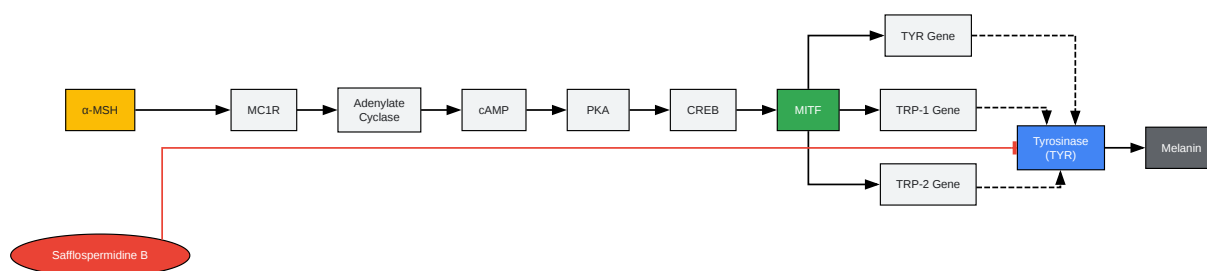 TYR Gene
α-MSH
MC1R
Adenylate
Cyclase
cAMP
PKA
CREB
MITF
TRP-1 Gene
Tyrosinase
(TYR)
Melanin
TRP-2 Gene
Safflospermidine B